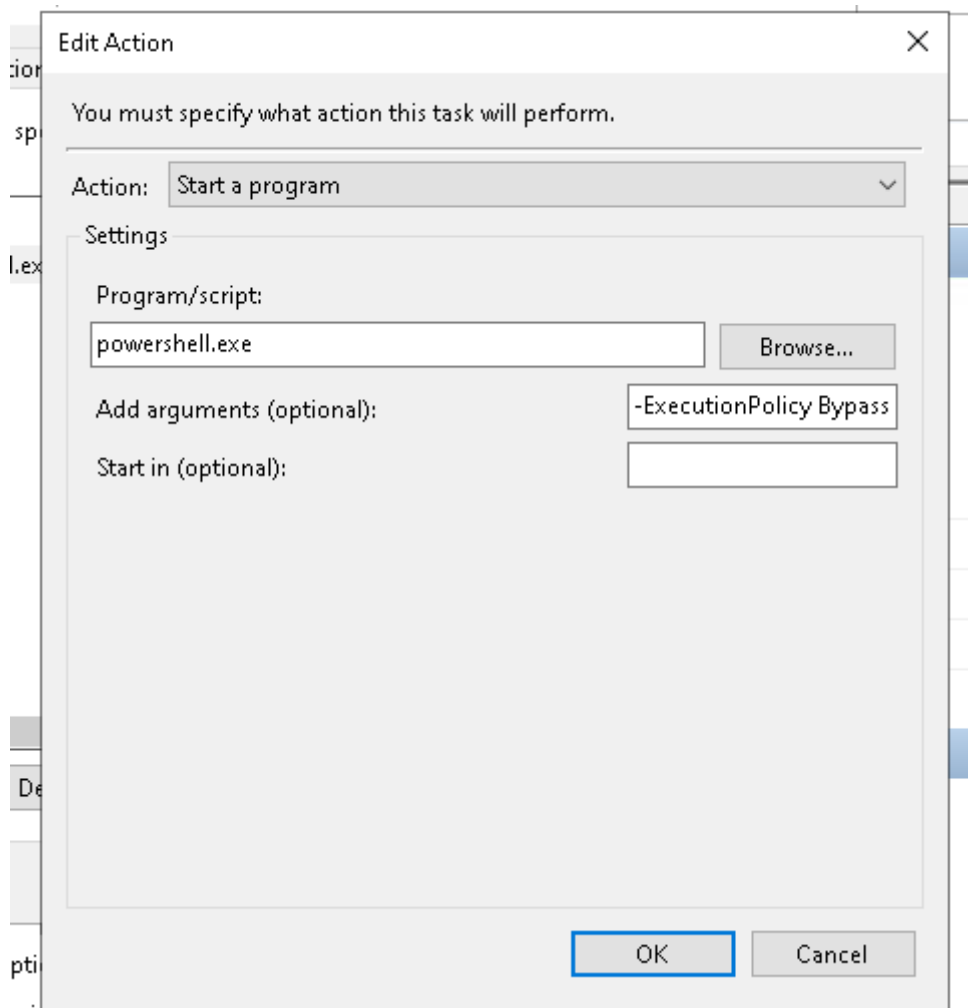 Edit Action
You must specify what action this task will perform.
Action: Start a program
Settings
Program/script:
powershell.exe Browse...
Add arguments (optional): -ExecutionPolicy Bypass
Start in (optional):
OK Cancel